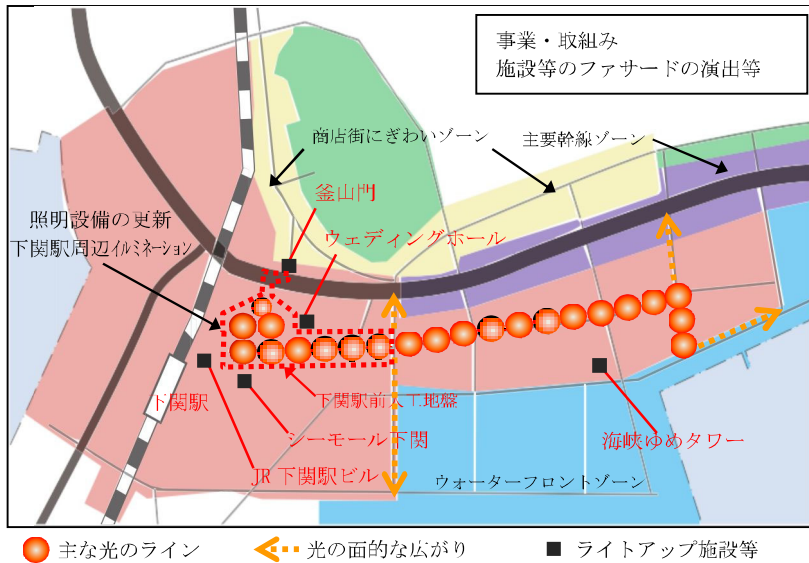 事業・取組み
施設等のファサードの演出等
商店街にぎわいゾーン
主要幹線ゾーン
釜山門
照明設備の更新
下関駅周辺イルミネーション
ウェディングホール
下関駅
下関駅前人工地盤
シーモール下関
海峡ゆめタワー
JR下関駅ビル
ウォーターフロントゾーン
主な光のライン
光の面的な広がり
ライトアップ施設等